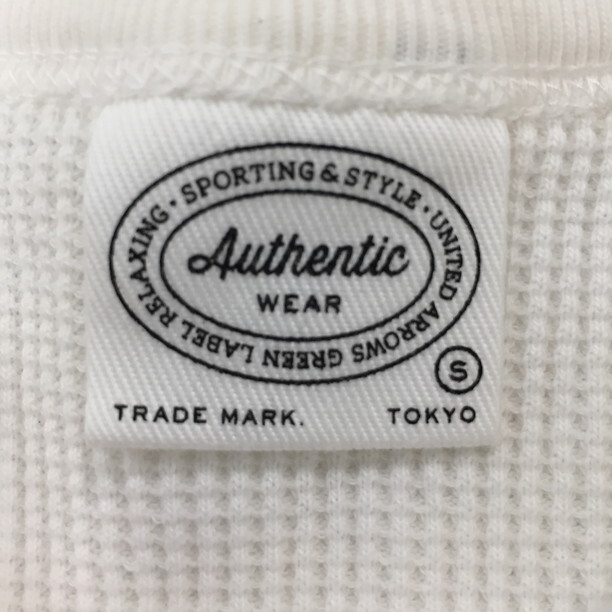 · SPORTING & STYLE ·
UNITED ARROWS GREEN LABEL RELAXING
Authentic
WEAR
S
TRADE MARK.
TOKYO